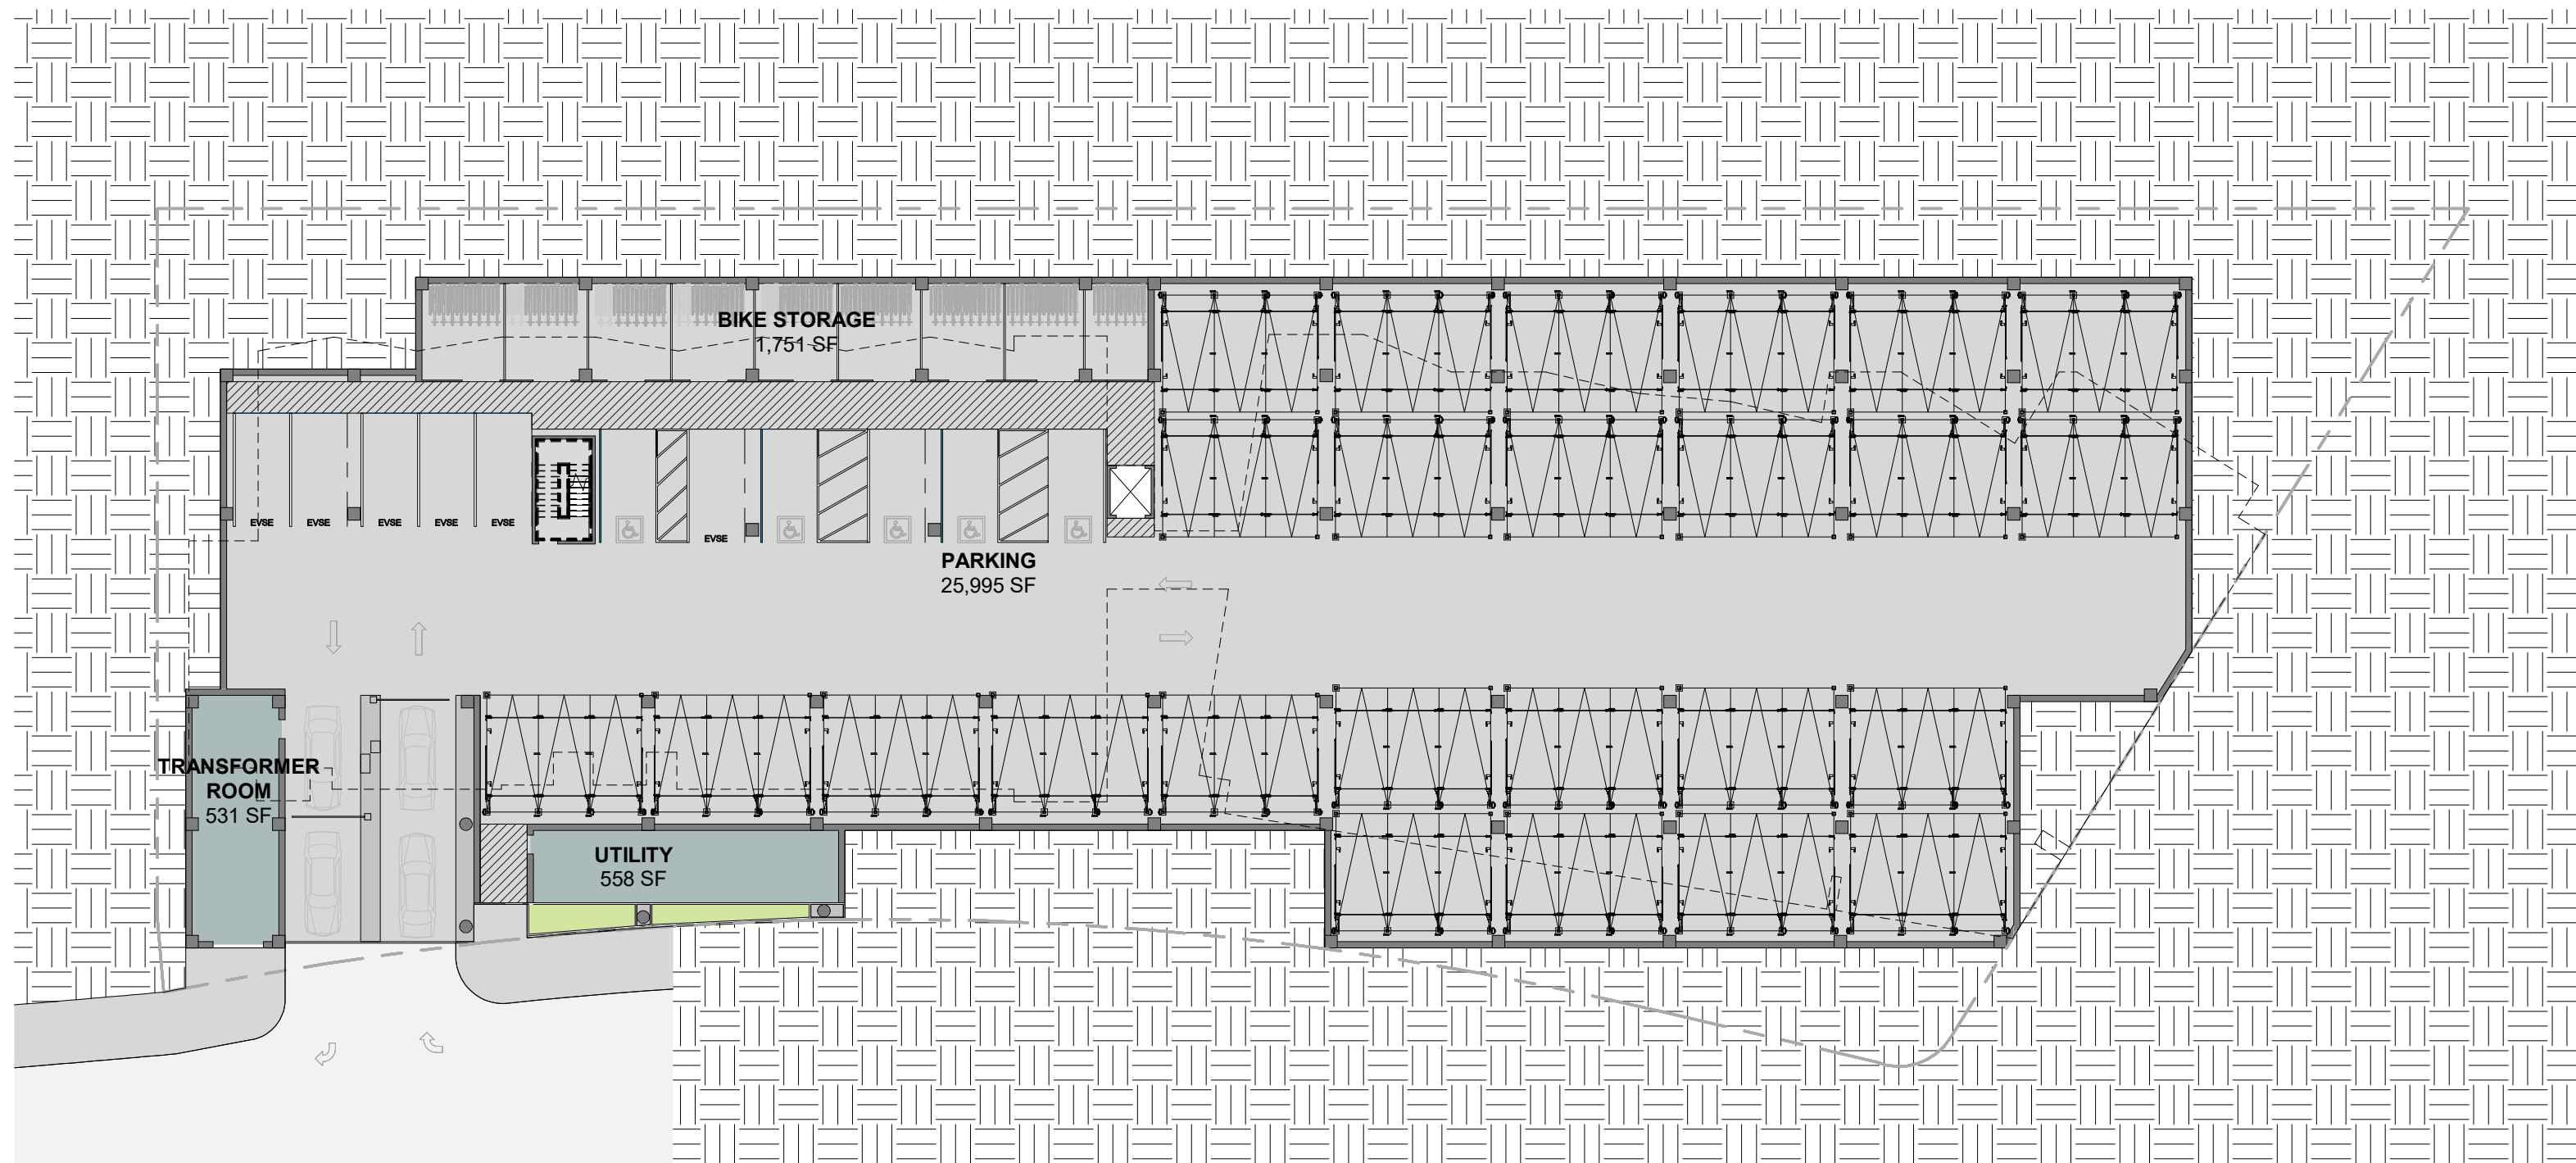 BIKE STORAGE
1,751 SF
EVSE
EVSE
EVSE
EVSE
EVSE
EVSE
PARKING
25,995 SF
TRANSFORMER
ROOM
531 SF
UTILITY
558 SF